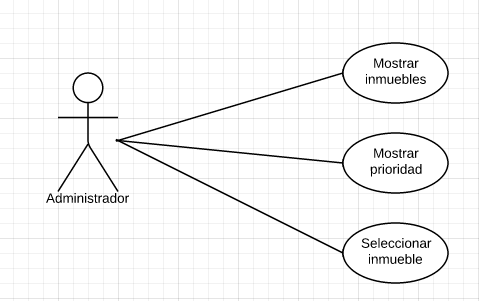 Mostrar
inmuebles
Mostrar
prioridad
Administrador
Seleccionar
inmueble